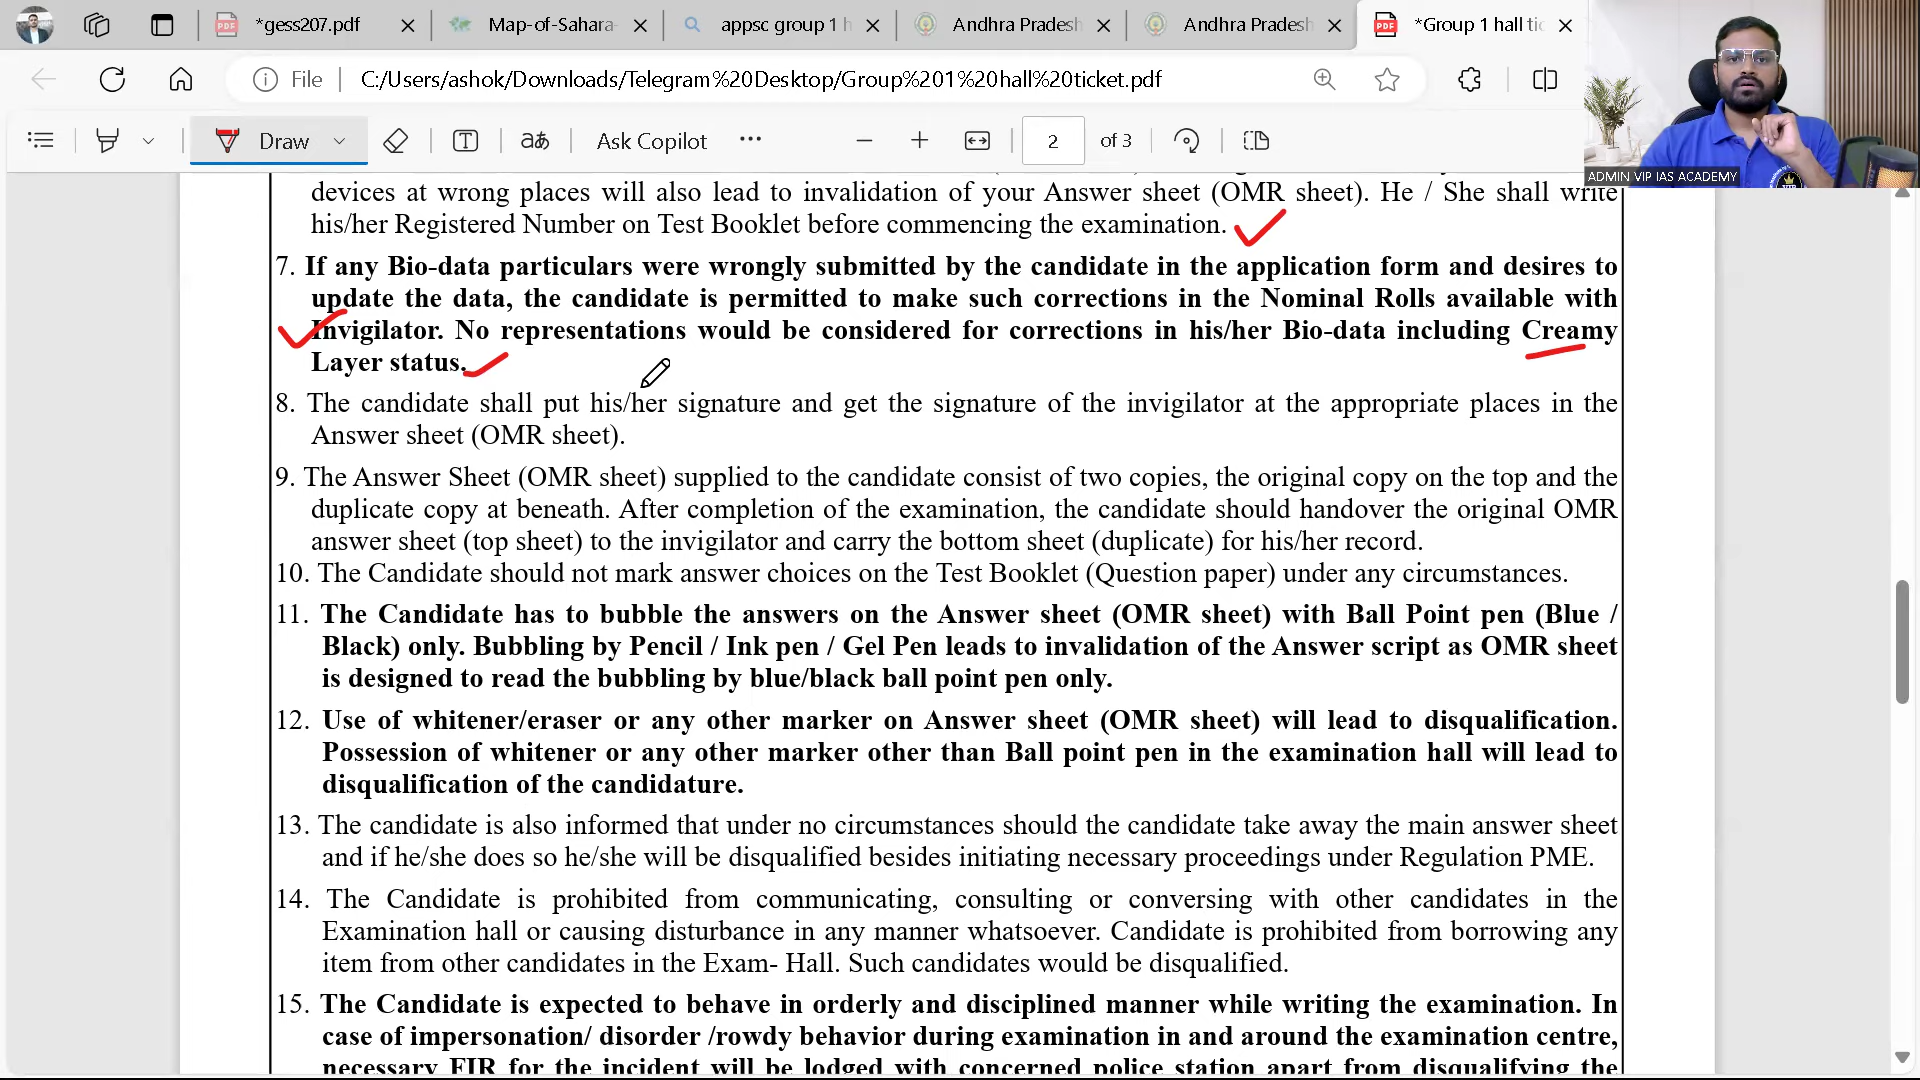 *gess207.pdf
Map-of-Sahara-
appsc group 1 h
Andhra Pradesh
Andhra Pradesh
*Group 1 hall tic
File
C:/Users/ashok/Downloads/Telegram%20Desktop/Group%201%20hall%20ticket.pdf
Draw
aあ
Ask Copilot
2
of 3
ADMIN VIP IAS ACADEMY
devices at wrong places will also lead to invalidation of your Answer sheet (OMR sheet). He / She shall write
his/her Registered Number on Test Booklet before commencing the examination.
7. If any Bio-data particulars were wrongly submitted by the candidate in the application form and desires to
update the data, the candidate is permitted to make such corrections in the Nominal Rolls available with
Invigilator. No representations would be considered for corrections in his/her Bio-data including Creamy
Layer status.
8. The candidate shall put his/her signature and get the signature of the invigilator at the appropriate places in the
Answer sheet (OMR sheet).
9. The Answer Sheet (OMR sheet) supplied to the candidate consist of two copies, the original copy on the top and the
duplicate copy at beneath. After completion of the examination, the candidate should handover the original OMR
answer sheet (top sheet) to the invigilator and carry the bottom sheet (duplicate) for his/her record.
10. The Candidate should not mark answer choices on the Test Booklet (Question paper) under any circumstances.
11. The Candidate has to bubble the answers on the Answer sheet (OMR sheet) with Ball Point pen (Blue /
Black) only. Bubbling by Pencil / Ink pen / Gel Pen leads to invalidation of the Answer script as OMR sheet
is designed to read the bubbling by blue/black ball point pen only.
12. Use of whitener/eraser or any other marker on Answer sheet (OMR sheet) will lead to disqualification.
Possession of whitener or any other marker other than Ball point pen in the examination hall will lead to
disqualification of the candidature.
13. The candidate is also informed that under no circumstances should the candidate take away the main answer sheet
and if he/she does so he/she will be disqualified besides initiating necessary proceedings under Regulation PME.
14. The Candidate is prohibited from communicating, consulting or conversing with other candidates in the
Examination hall or causing disturbance in any manner whatsoever. Candidate is prohibited from borrowing any
item from other candidates in the Exam- Hall. Such candidates would be disqualified.
15. The Candidate is expected to behave in orderly and disciplined manner while writing the examination. In
case of impersonation/ disorder /rowdy behavior during examination in and around the examination centre,
necessary FIR for the incident will be lodged with concerned police station apart from disqualifying the